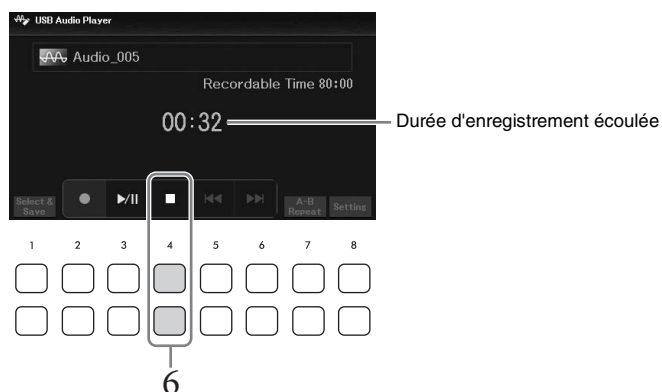 USB Audio Player
Audio_005
Recordable Time 80:00
00:32
Durée d'enregistrement écoulée
Select & Save
A-B Repeat
Setting
1 2 3 4 5 6 7 8
6